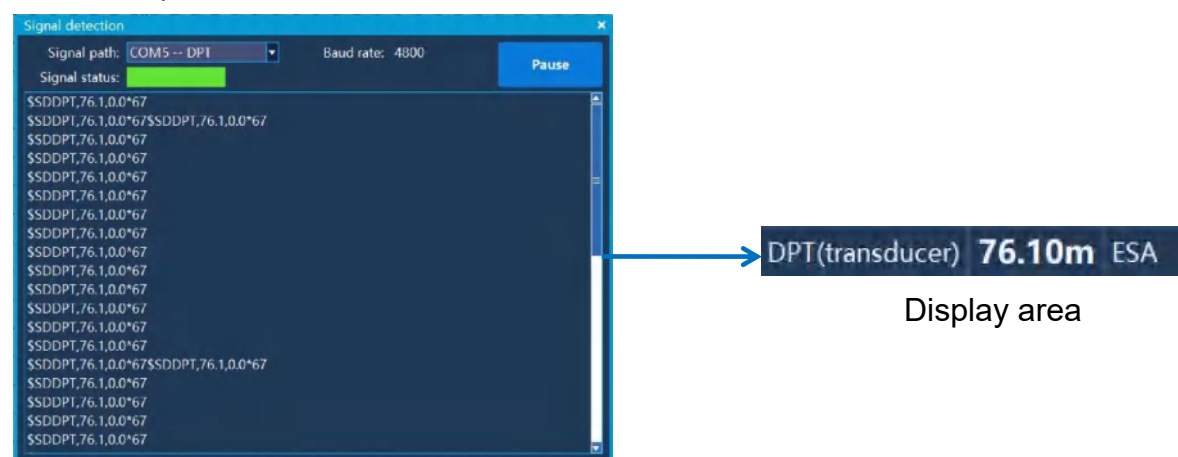 Signal detection ×
Signal path: COM5 -- DPT Baud rate: 4800
Pause
Signal status:
$SDDPT,76.1,0.0*67
$SDDPT,76.1,0.0*67$SDDPT,76.1,0.0*67
$SDDPT,76.1,0.0*67
$SDDPT,76.1,0.0*67
$SDDPT,76.1,0.0*67
$SDDPT,76.1,0.0*67
$SDDPT,76.1,0.0*67
$SDDPT,76.1,0.0*67
$SDDPT,76.1,0.0*67
$SDDPT,76.1,0.0*67
$SDDPT,76.1,0.0*67
$SDDPT,76.1,0.0*67
$SDDPT,76.1,0.0*67
$SDDPT,76.1,0.0*67
$SDDPT,76.1,0.0*67$SDDPT,76.1,0.0*67
$SDDPT,76.1,0.0*67
$SDDPT,76.1,0.0*67
$SDDPT,76.1,0.0*67
$SDDPT,76.1,0.0*67
DPT(transducer) 76.10m ESA
Display area